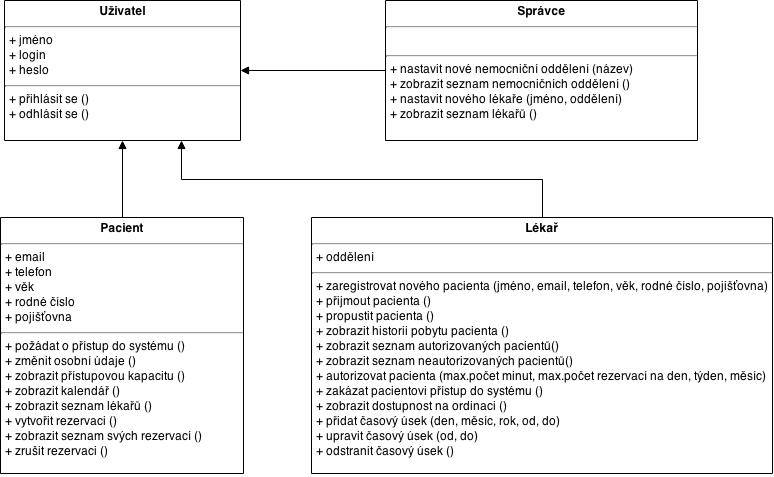 Uživatel
+ jméno
+ login
+ heslo
+ přihlásit se ()
+ odhlásit se ()
Správce
+ nastavit nové nemocniční oddělení (název)
+ zobrazit seznam nemocničních oddělení ()
+ nastavit nového lékaře (jméno, oddělení)
+ zobrazit seznam lékařů ()
Pacient
+ email
+ telefon
+ věk
+ rodné číslo
+ pojišťovna
+ požádat o přístup do systému ()
+ změnit osobní údaje ()
+ zobrazit přístupovou kapacitu ()
+ zobrazit kalendář ()
+ zobrazit seznam lékařů ()
+ vytvořit rezervaci ()
+ zobrazit seznam svých rezervací ()
+ zrušit rezervaci ()
Lékař
+ oddělení
+ zaregistrovat nového pacienta (jméno, email, telefon, věk, rodné číslo, pojišťovna)
+ přijmout pacienta ()
+ propustit pacienta ()
+ zobrazit historii pobytu pacienta ()
+ zobrazit seznam autorizovaných pacientů()
+ zobrazit seznam neautorizovaných pacientů()
+ autorizovat pacienta (max.počet minut, max.počet rezervací na den, týden, měsíc)
+ zakázat pacientovi přístup do systému ()
+ zobrazit dostupnost na ordinaci ()
+ přidat časový úsek (den, měsíc, rok, od, do)
+ upravit časový úsek (od, do)
+ odstranit časový úsek ()